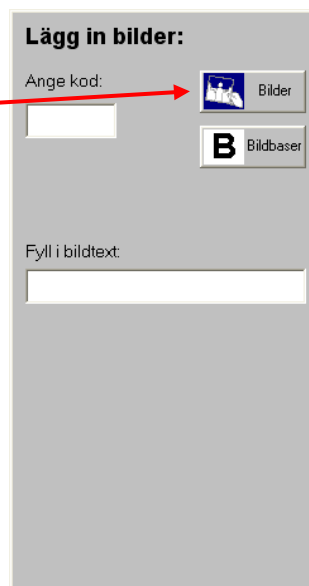 Lägg in bilder:
Ange kod:
Bilder
B Bildbaser
Fyll i bildtext: